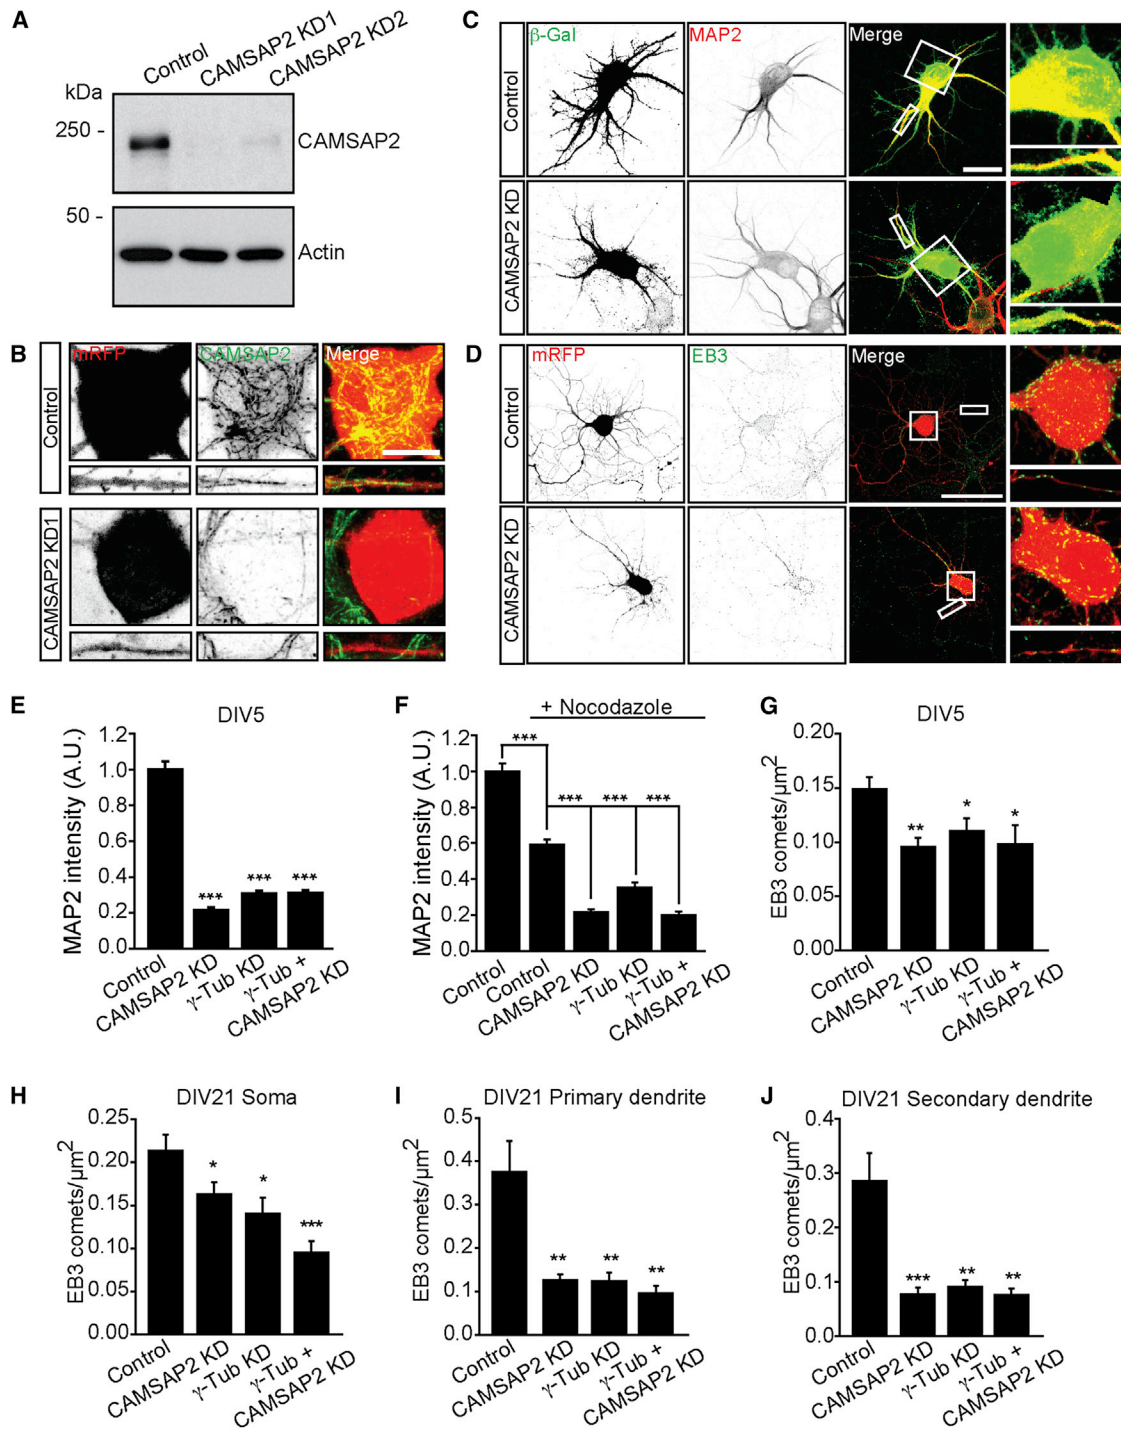 A
Control
CAMSAP2 KD1
CAMSAP2 KD2
kDa
250 -
CAMSAP2
50 -
Actin
B
mRFP
CAMSAP2
Merge
Control
CAMSAP2 KD1
C
β-Gal
MAP2
Merge
Control
CAMSAP2 KD
D
mRFP
EB3
Merge
Control
CAMSAP2 KD
E
DIV5
MAP2 intensity (A.U.)
1.2
1.0
0.8
0.6
0.4
0.2
0.0
***
***
***
Control
CAMSAP2 KD
γ-Tub KD
γ-Tub +
CAMSAP2 KD
F
+ Nocodazole
MAP2 intensity (A.U.)
1.2
1.0
0.8
0.6
0.4
0.2
0.0
***
***
***
***
Control
Control
CAMSAP2 KD
γ-Tub KD
γ-Tub +
CAMSAP2 KD
G
DIV5
EB3 comets/µm²
0.20
0.15
0.10
0.05
0.00
**
*
*
Control
CAMSAP2 KD
γ-Tub KD
γ-Tub +
CAMSAP2 KD
H
DIV21 Soma
EB3 comets/µm²
0.25
0.20
0.15
0.10
0.05
0.00
*
*
***
Control
CAMSAP2 KD
γ-Tub KD
γ-Tub +
CAMSAP2 KD
I
DIV21 Primary dendrite
EB3 comets/µm²
0.5
0.4
0.3
0.2
0.1
0.0
**
**
**
Control
CAMSAP2 KD
γ-Tub KD
γ-Tub +
CAMSAP2 KD
J
DIV21 Secondary dendrite
EB3 comets/µm²
0.4
0.3
0.2
0.1
0.0
***
**
**
Control
CAMSAP2 KD
γ-Tub KD
γ-Tub +
CAMSAP2 KD